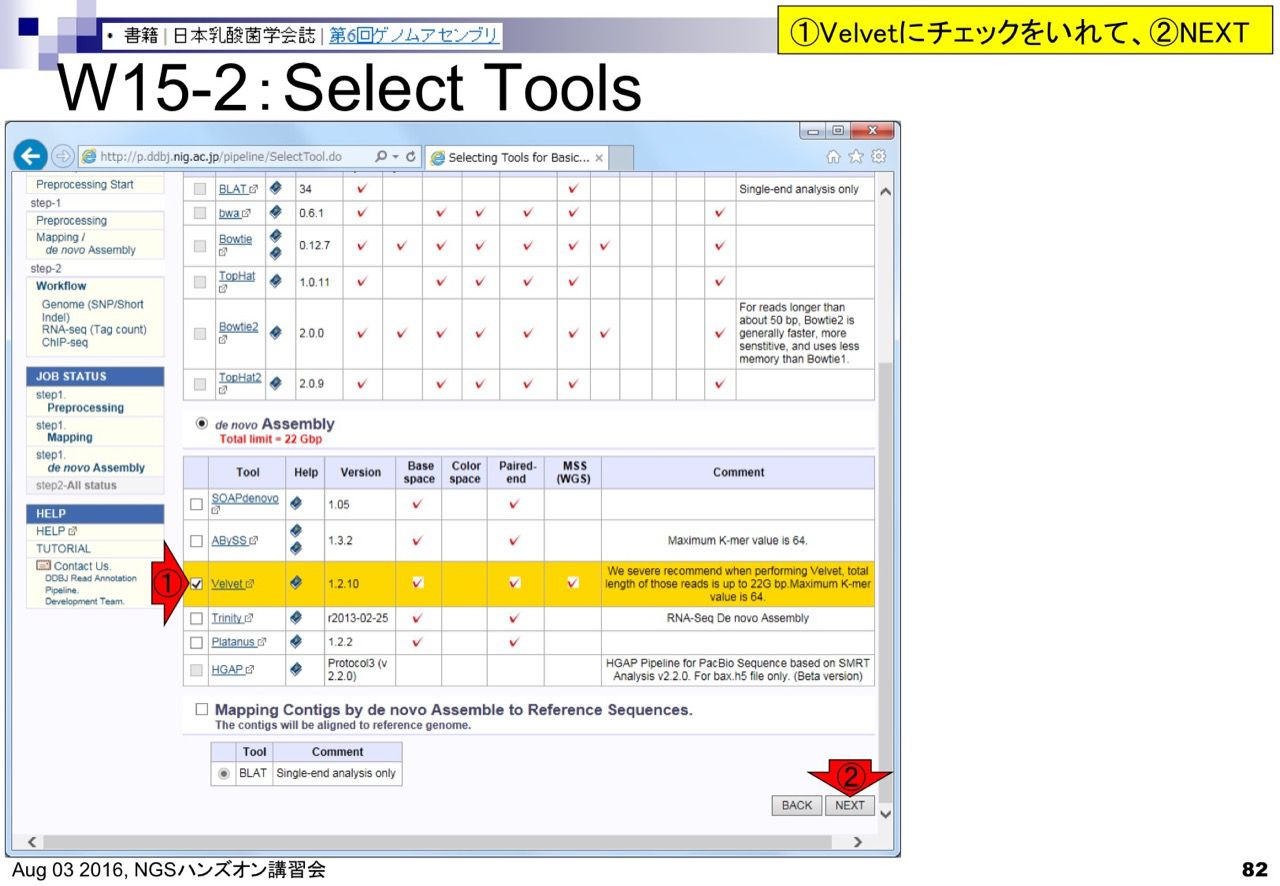 ・ 書籍 | 日本乳酸菌学会誌 | 第6回ゲノムアセンブリ
①Velvetにチェックをいれて、②NEXT
W15-2：Select Tools
http://p.ddbj.nig.ac.jp/pipeline/SelectTool.do
Selecting Tools for Basic...
Preprocessing Start
step-1
Preprocessing
Mapping /
de novo Assembly
step-2
Workflow
Genome (SNP/Short
Indel)
RNA-seq (Tag count)
ChIP-seq
JOB STATUS
step1.
Preprocessing
step1.
Mapping
step1.
de novo Assembly
step2-All status
HELP
HELP
TUTORIAL
Contact Us.
DDBJ Read Annotation
Pipeline.
Development Team.
BLAT 34 Single-end analysis only
bwa 0.6.1
Bowtie 0.12.7
TopHat 1.0.11
Bowtie2 2.0.0
For reads longer than
about 50 bp, Bowtie2 is
generally faster, more
sensitive, and uses less
memory than Bowtie1.
TopHat2 2.0.9
de novo Assembly
Total limit = 22 Gbp
Tool Help Version Base space Color space Paired-end MSS (WGS) Comment
SOAPdenovo 1.05
ABySS 1.3.2 Maximum K-mer value is 64.
①
Velvet 1.2.10
We severe recommend when performing Velvet, total
length of those reads is up to 22G bp.Maximum K-mer
value is 64.
Trinity r2013-02-25 RNA-Seq De novo Assembly
Platanus 1.2.2
HGAP Protocol3 (v 2.2.0)
HGAP Pipeline for PacBio Sequence based on SMRT
Analysis v2.2.0. For bax.h5 file only. (Beta version)
Mapping Contigs by de novo Assemble to Reference Sequences.
The contigs will be aligned to reference genome.
Tool Comment
BLAT Single-end analysis only
②
BACK NEXT
Aug 03 2016, NGSハンズオン講習会
82